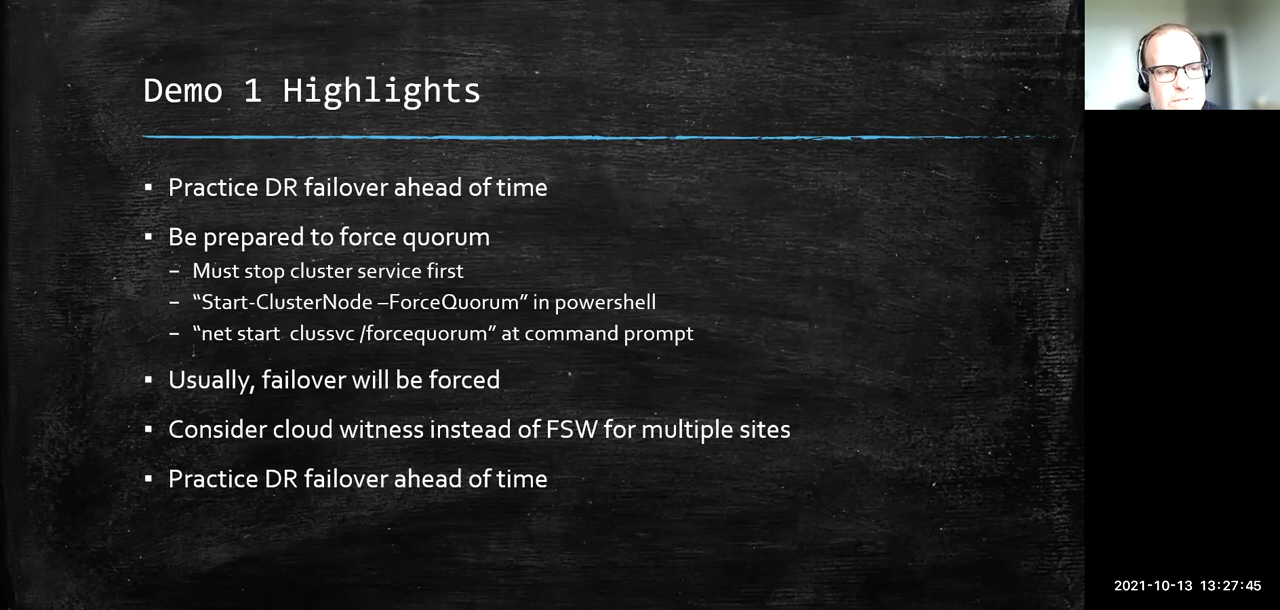 Demo 1 Highlights
▪ Practice DR failover ahead of time
▪ Be prepared to force quorum
– Must stop cluster service first
– “Start-ClusterNode –ForceQuorum” in powershell
– “net start clussvc /forcequorum” at command prompt
▪ Usually, failover will be forced
▪ Consider cloud witness instead of FSW for multiple sites
▪ Practice DR failover ahead of time
2021-10-13 13:27:45